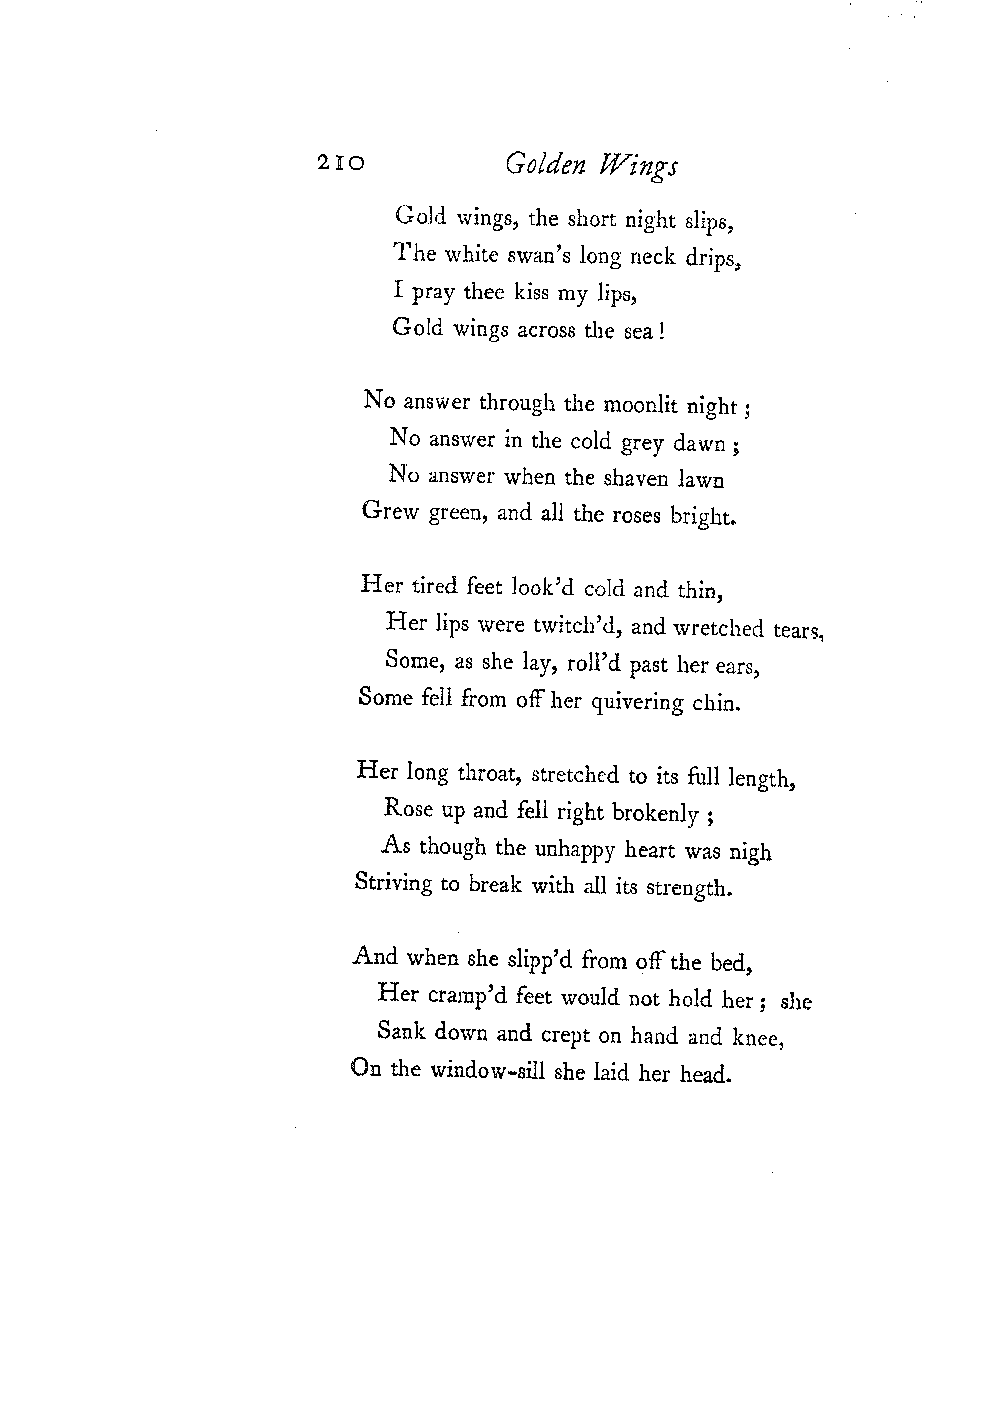 210 Golden Wings
Gold wings, the short night slips,
The white swan's long neck drips,
I pray thee kiss my lips,
Gold wings across the sea!
No answer through the moonlit night;
No answer in the cold grey dawn;
No answer when the shaven lawn
Grew green, and all the roses bright.
Her tired feet look'd cold and thin,
Her lips were twitch'd, and wretched tears,
Some, as she lay, roll'd past her ears,
Some fell from off her quivering chin.
Her long throat, stretched to its full length,
Rose up and fell right brokenly;
As though the unhappy heart was nigh
Striving to break with all its strength.
And when she slipp'd from off the bed,
Her cramp'd feet would not hold her; she
Sank down and crept on hand and knee,
On the window-sill she laid her head.